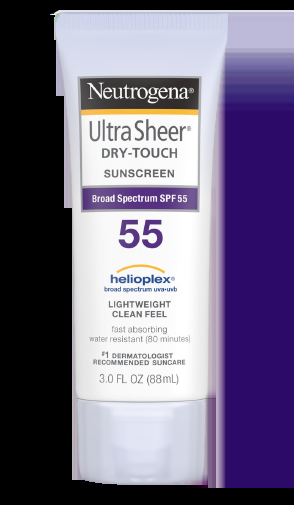 Neutrogena®
Ultra Sheer®
DRY-TOUCH
SUNSCREEN
Broad Spectrum SPF 55
55
helioplex®
broad spectrum uva•uvb
LIGHTWEIGHT
CLEAN FEEL
fast absorbing
water resistant (80 minutes)
#1 DERMATOLOGIST
RECOMMENDED SUNCARE
3.0 FL OZ (88mL)